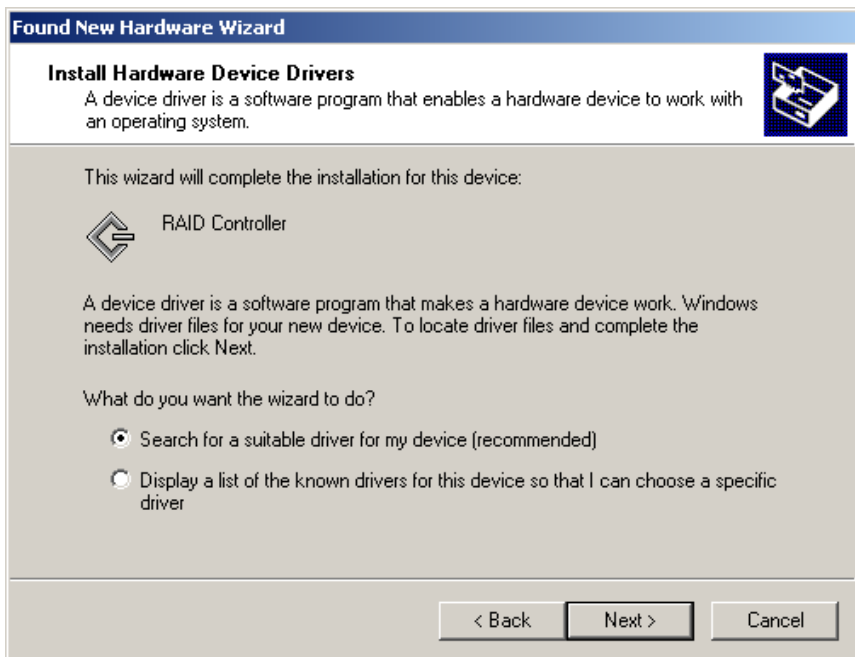 Found New Hardware Wizard
Install Hardware Device Drivers
A device driver is a software program that enables a hardware device to work with
an operating system.
This wizard will complete the installation for this device:
RAID Controller
A device driver is a software program that makes a hardware device work. Windows
needs driver files for your new device. To locate driver files and complete the
installation click Next.
What do you want the wizard to do?
Search for a suitable driver for my device (recommended)
Display a list of the known drivers for this device so that I can choose a specific
driver
< Back
Next >
Cancel